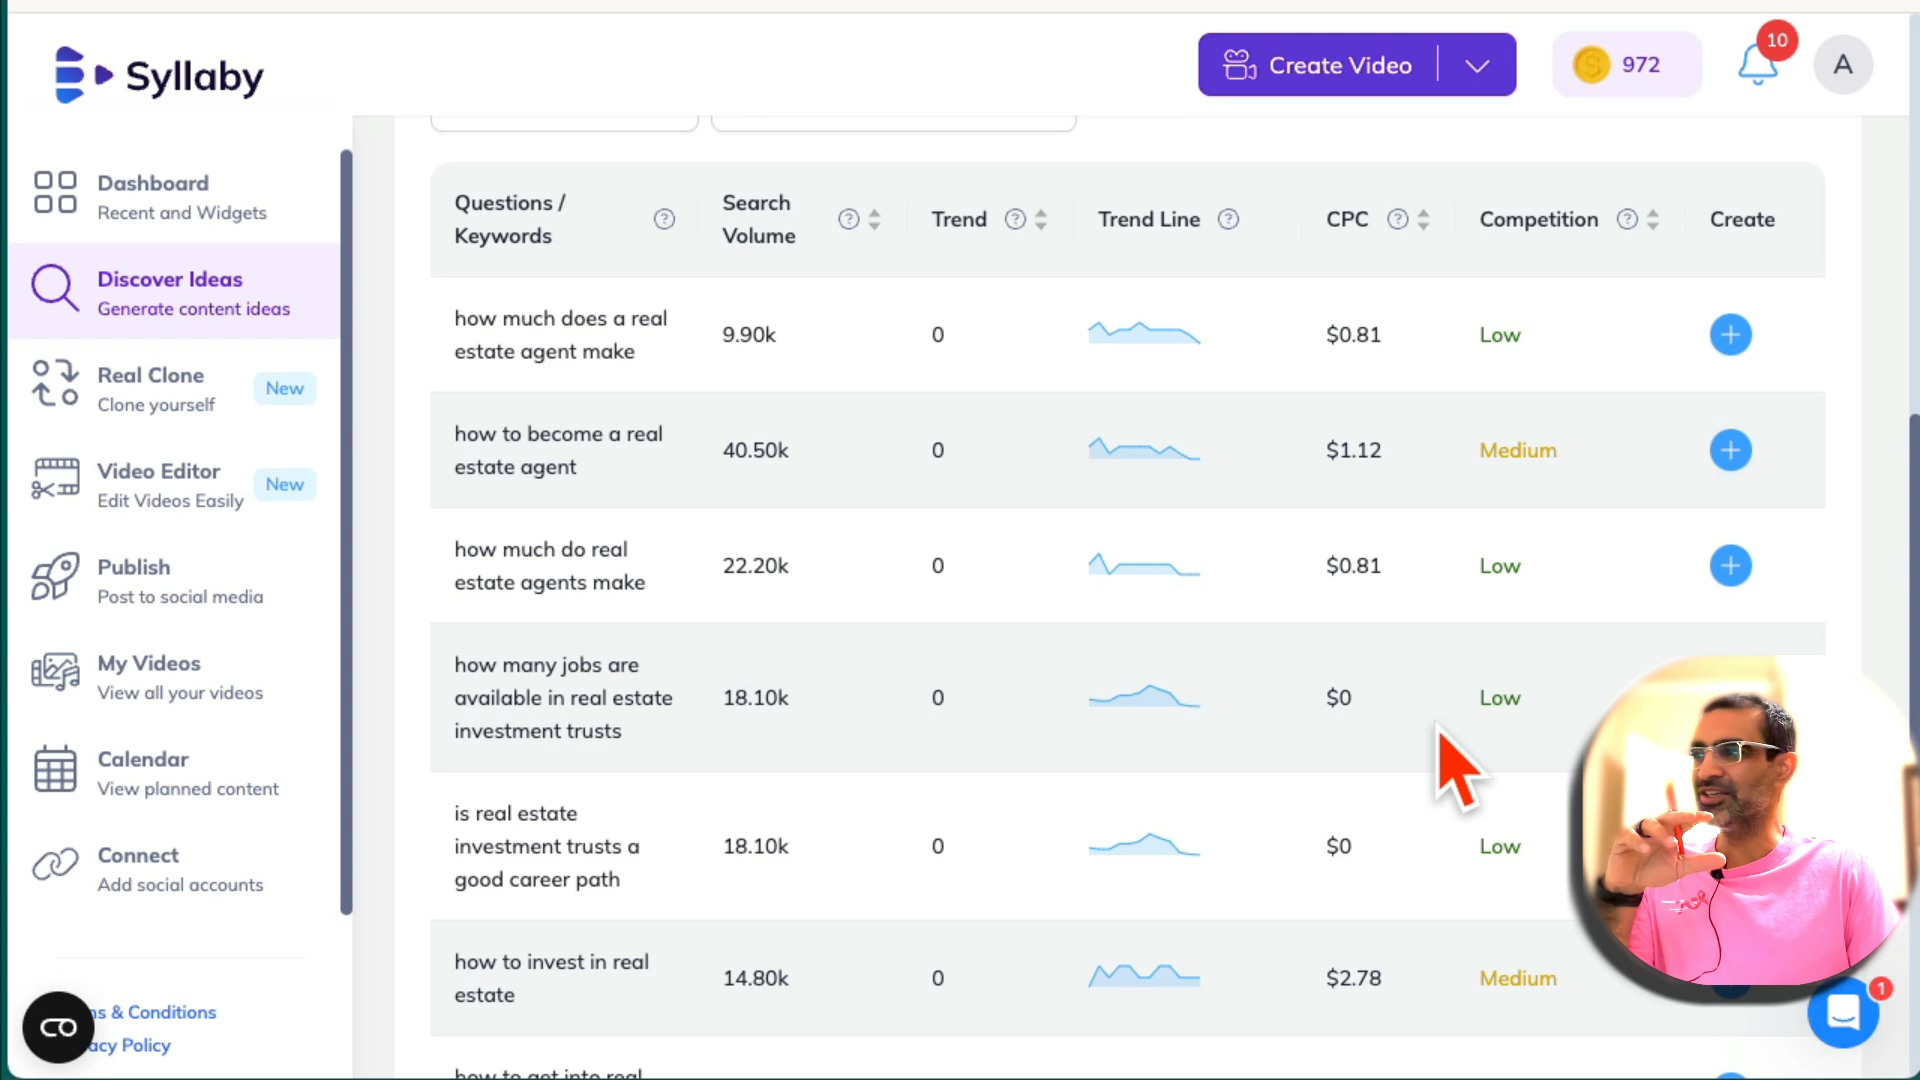 Syllaby
Create Video
972
10
A
Dashboard
Recent and Widgets
Discover Ideas
Generate content ideas
Real Clone
Clone yourself
New
Video Editor
Edit Videos Easily
New
Publish
Post to social media
My Videos
View all your videos
Calendar
View planned content
Connect
Add social accounts
& Conditions
Policy
Questions /
Keywords
Search
Volume
Trend
Trend Line
CPC
Competition
Create
how much does a real
estate agent make
9.90k
0
$0.81
Low
how to become a real
estate agent
40.50k
0
$1.12
Medium
how much do real
estate agents make
22.20k
0
$0.81
Low
how many jobs are
available in real estate
investment trusts
18.10k
0
$0
Low
is real estate
investment trusts a
good career path
18.10k
0
$0
Low
how to invest in real
estate
14.80k
0
$2.78
Medium
how to get into real
1